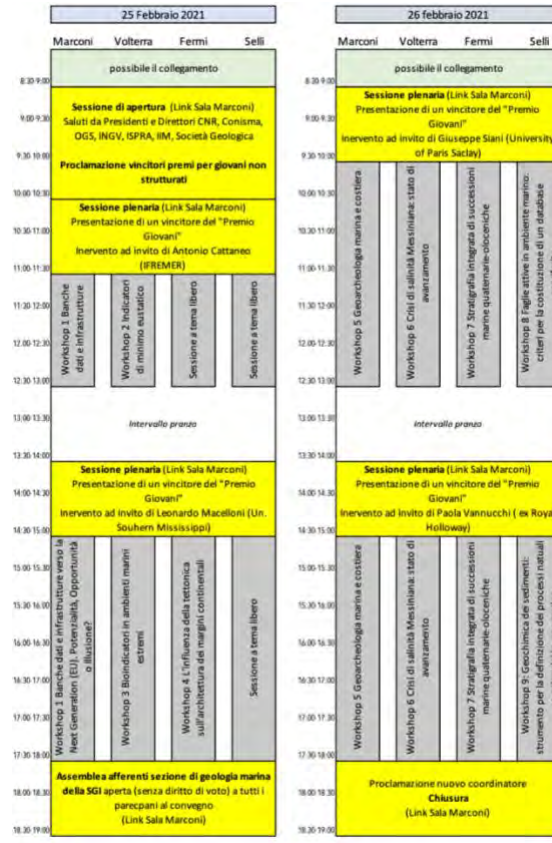 25 Febbraio 2021
Marconi Volterra Fermi Selli
possibile il collegamento
8:30-9:00
Sessione di apertura (Link Sala Marconi)
9:00-9:30
Saluti da Presidenti e Direttori CNR, Conisma,
OGS, INGV, ISPRA, IIM, Società Geologica
9:30-10:00
Proclamazione vincitori premi per giovani non
strutturati
10:00-10:30
Sessione plenaria (Link Sala Marconi)
Presentazione di un vincitore del "Premio
10:30-11:00
Giovani"
Inervento ad invito di Antonio Cattaneo
(IFREMER)
11:00-11:30
Workshop 1 Banche
dati e infrastrutture
Workshop 2 Indicatori
di minimo eustatico
Sessione a tema libero
Sessione a tema libero
11:30-12:00
12:00-12:30
12:30-13:00
13:00-13:30
Intervallo pranzo
13:30-14:00
Sessione plenaria (Link Sala Marconi)
Presentazione di un vincitore del "Premio
14:00-14:30
Giovani"
Inervento ad invito di Leonardo Macelloni (Un.
Souhern Mississippi)
14:30-15:00
Workshop 1 Banche dati e infrastrutture verso la
Next Generation (EU). Potenzialità, Opportunità
o Illusione?
Workshop 3 Bioindicatori in ambienti marini
estremi
Workshop 4 L'influenza della tettonica
sull'architettura dei margini continentali
Sessione a tema libero
15:00-15:30
15:30-16:00
16:00-16:30
16:30-17:00
17:00-17:30
17:30-18:00
Assemblea afferenti sezione di geologia marina
della SGI aperta (senza diritto di voto) a tutti i
18:00-18:30
parecpani al convegno
(Link Sala Marconi)
18:30-19:00
26 febbraio 2021
Marconi Volterra Fermi Selli
possibile il collegamento
8:30-9:00
Sessione plenaria (Link Sala Marconi)
Presentazione di un vincitore del "Premio
9:00-9:30
Giovani"
Inervento ad invito di Giuseppe Siani (University
of Paris Saclay)
9:30-10:00
Workshop 5 Geoarcheologia marina e costiera
Workshop 6 Crisi di salinità Messiniana: stato di
avanzamento
Workshop 7 Stratigrafia integrata di successioni
marine quaternarie-oloceniche
Workshop 8 Faglie attive in ambiente marino:
criteri per la costituzione di un database
10:00-10:30
10:30-11:00
11:00-11:30
11:30-12:00
12:00-12:30
12:30-13:00
13:00-13:30
Intervallo pranzo
13:30-14:00
Sessione plenaria (Link Sala Marconi)
Presentazione di un vincitore del "Premio
14:00-14:30
Giovani"
Inervento ad invito di Paola Vannucchi ( ex Royal
Holloway)
14:30-15:00
Workshop 5 Geoarcheologia marina e costiera
Workshop 6 Crisi di salinità Messiniana: stato di
avanzamento
Workshop 7 Stratigrafia integrata di successioni
marine quaternarie-oloceniche
Workshop 9: Geochimica dei sedimenti:
strumento per la definizione dei processi natuali
15:00-15:30
15:30-16:00
16:00-16:30
16:30-17:00
17:00-17:30
17:30-18:00
Proclamazione nuovo coordinatore
18:00-18:30
Chiusura
(Link Sala Marconi)
18:30-19:00